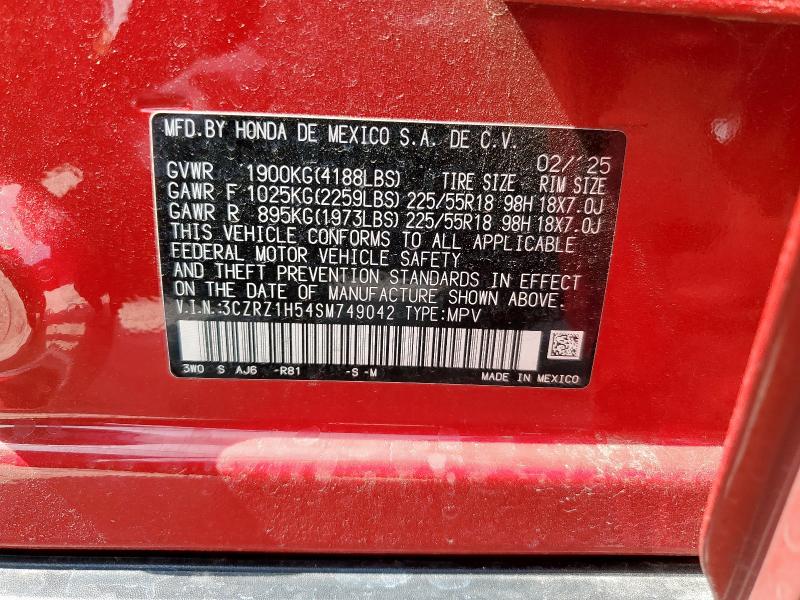 MFD.BY HONDA DE MEXICO S.A. DE C.V.
02/'25
GVWR 1900KG(4188LBS) TIRE SIZE RIM SIZE
GAWR F 1025KG(2259LBS) 225/55R18 98H 18X7.0J
GAWR R 895KG(1973LBS) 225/55R18 98H 18X7.0J
THIS VEHICLE CONFORMS TO ALL APPLICABLE
FEDERAL MOTOR VEHICLE SAFETY
AND THEFT PREVENTION STANDARDS IN EFFECT
ON THE DATE OF MANUFACTURE SHOWN ABOVE.
V.I.N.:3CZRZ1H54SM749042 TYPE:MPV
3W0 S AJ6 -R81 -S -M
MADE IN MEXICO